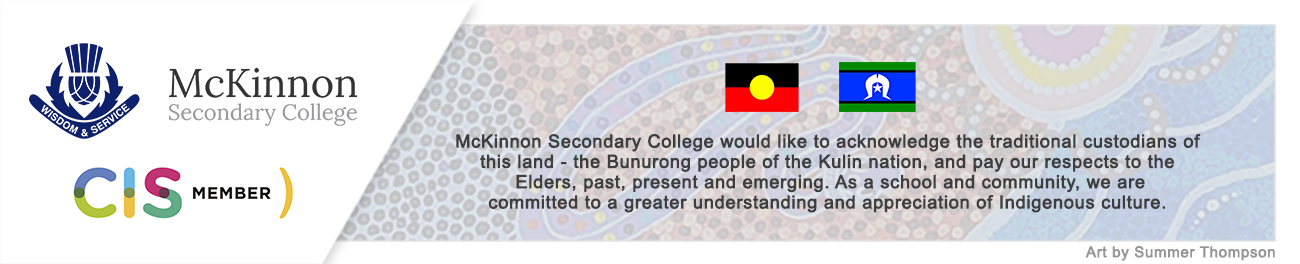 McKinnon
Secondary College
WISDOM & SERVICE
CIS MEMBER
McKinnon Secondary College would like to acknowledge the traditional custodians of
this land - the Bunurong people of the Kulin nation, and pay our respects to the
Elders, past, present and emerging. As a school and community, we are
committed to a greater understanding and appreciation of Indigenous culture.
Art by Summer Thompson